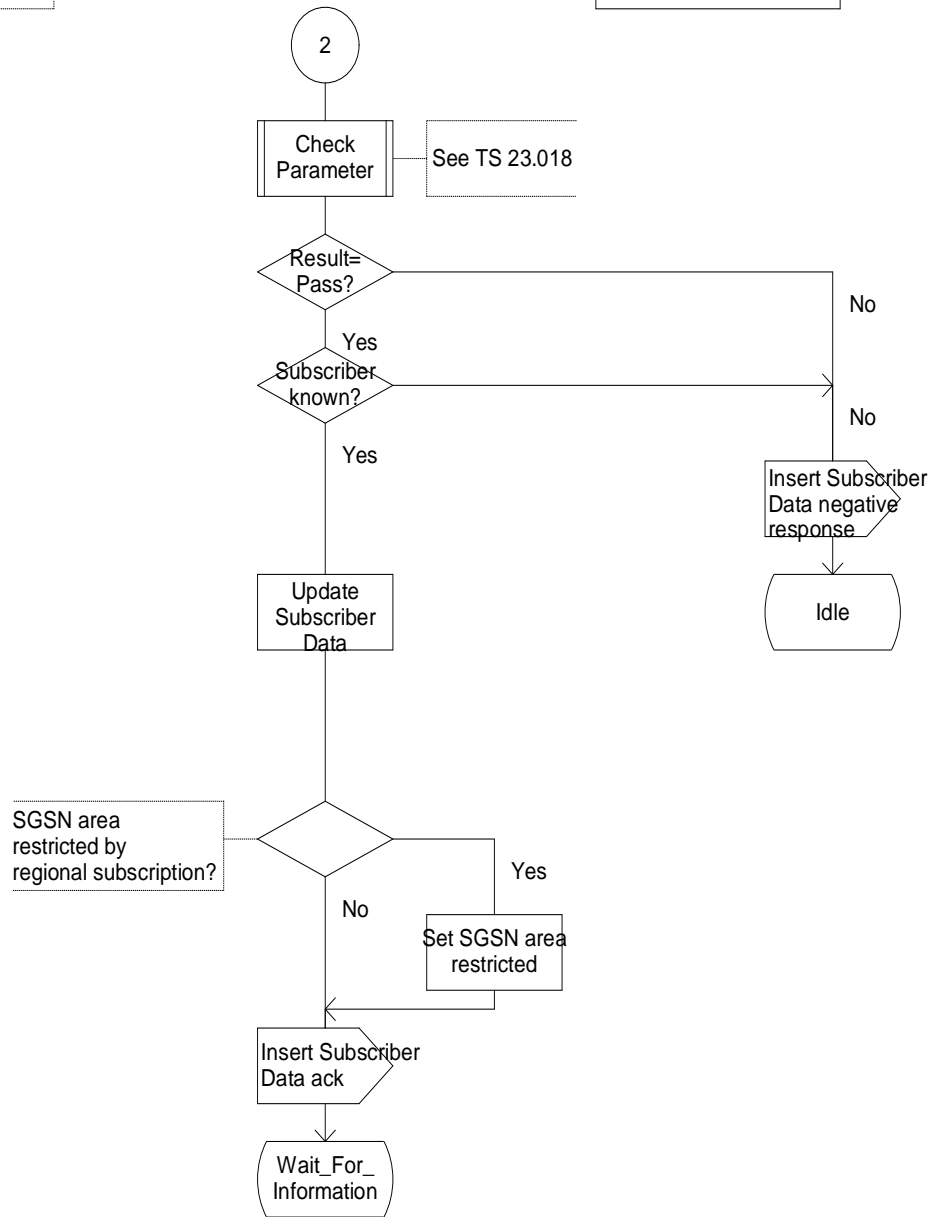 2
Check
Parameter
See TS 23.018
Result=
Pass?
No
Yes
Subscriber
known?
No
Yes
Insert Subscriber
Data negative
response
Update
Subscriber
Data
Idle
SGSN area
restricted by
regional subscription?
Yes
No
Set SGSN area
restricted
Insert Subscriber
Data ack
Wait_For_
Information